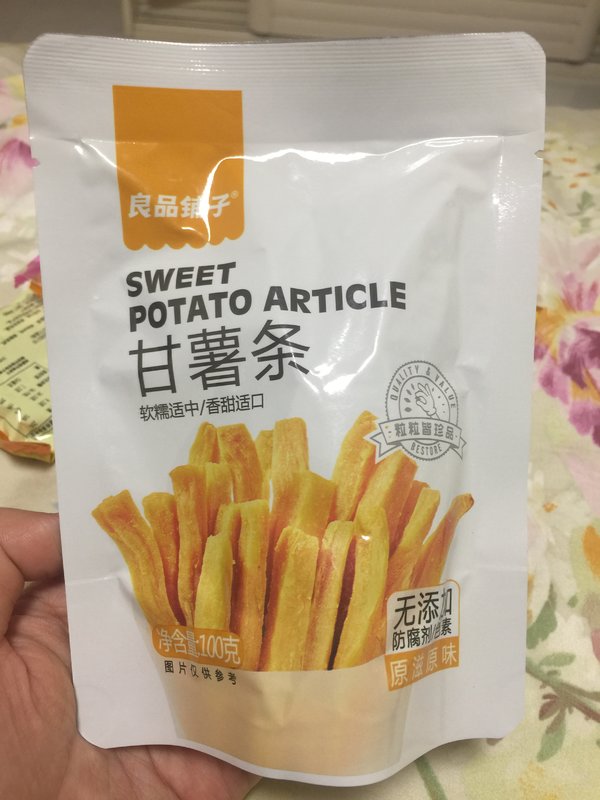 良品铺子®
SWEET
POTATO ARTICLE
甘薯条
软糯适中/香甜适口
QUALITY & VALUE
粒粒皆珍品
BESTORE
无添加
防腐剂/色素
原滋原味
净含量:100克
图片仅供参考